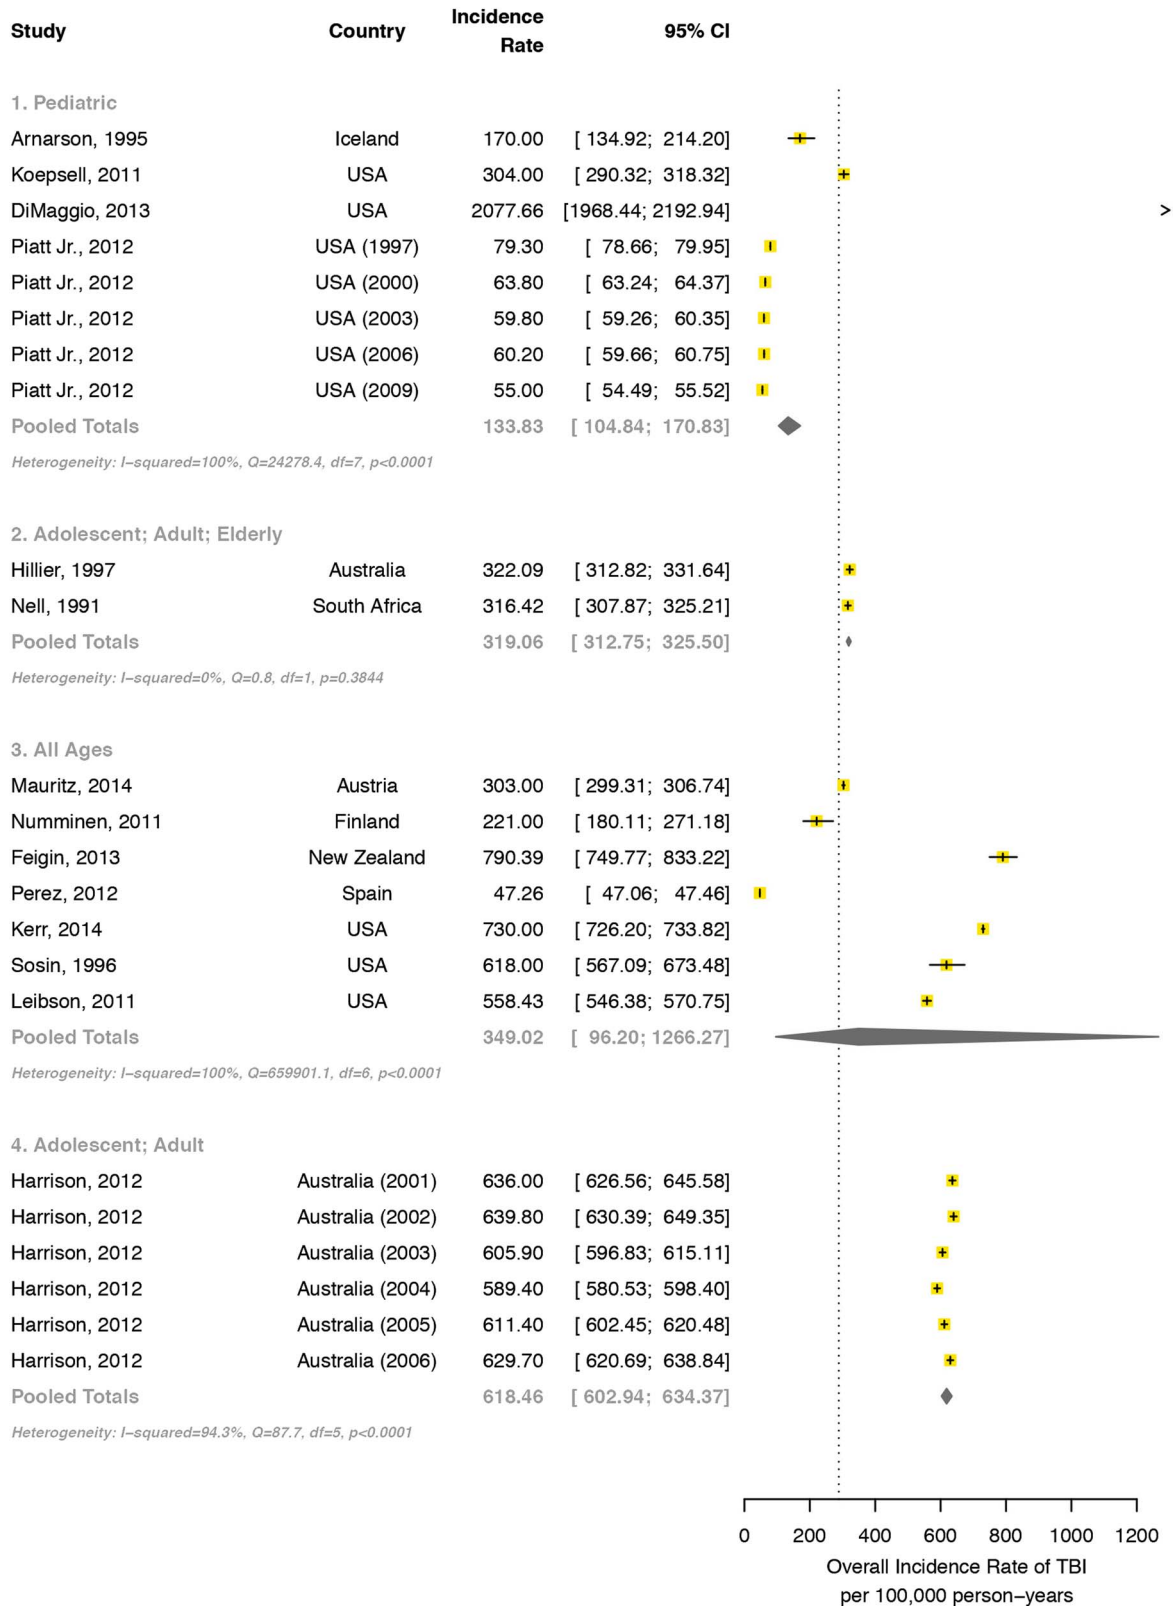 Study Country Incidence Rate 95% CI
1. Pediatric
Arnarson, 1995 Iceland 170.00 [ 134.92; 214.20]
Koepsell, 2011 USA 304.00 [ 290.32; 318.32]
DiMaggio, 2013 USA 2077.66 [1968.44; 2192.94] >
Piatt Jr., 2012 USA (1997) 79.30 [ 78.66; 79.95]
Piatt Jr., 2012 USA (2000) 63.80 [ 63.24; 64.37]
Piatt Jr., 2012 USA (2003) 59.80 [ 59.26; 60.35]
Piatt Jr., 2012 USA (2006) 60.20 [ 59.66; 60.75]
Piatt Jr., 2012 USA (2009) 55.00 [ 54.49; 55.52]
Pooled Totals 133.83 [ 104.84; 170.83]
Heterogeneity: I−squared=100%, Q=24278.4, df=7, p<0.0001
2. Adolescent; Adult; Elderly
Hillier, 1997 Australia 322.09 [ 312.82; 331.64]
Nell, 1991 South Africa 316.42 [ 307.87; 325.21]
Pooled Totals 319.06 [ 312.75; 325.50]
Heterogeneity: I−squared=0%, Q=0.8, df=1, p=0.3844
3. All Ages
Mauritz, 2014 Austria 303.00 [ 299.31; 306.74]
Numminen, 2011 Finland 221.00 [ 180.11; 271.18]
Feigin, 2013 New Zealand 790.39 [ 749.77; 833.22]
Perez, 2012 Spain 47.26 [ 47.06; 47.46]
Kerr, 2014 USA 730.00 [ 726.20; 733.82]
Sosin, 1996 USA 618.00 [ 567.09; 673.48]
Leibson, 2011 USA 558.43 [ 546.38; 570.75]
Pooled Totals 349.02 [ 96.20; 1266.27]
Heterogeneity: I−squared=100%, Q=659901.1, df=6, p<0.0001
4. Adolescent; Adult
Harrison, 2012 Australia (2001) 636.00 [ 626.56; 645.58]
Harrison, 2012 Australia (2002) 639.80 [ 630.39; 649.35]
Harrison, 2012 Australia (2003) 605.90 [ 596.83; 615.11]
Harrison, 2012 Australia (2004) 589.40 [ 580.53; 598.40]
Harrison, 2012 Australia (2005) 611.40 [ 602.45; 620.48]
Harrison, 2012 Australia (2006) 629.70 [ 620.69; 638.84]
Pooled Totals 618.46 [ 602.94; 634.37]
Heterogeneity: I−squared=94.3%, Q=87.7, df=5, p<0.0001
0 200 400 600 800 1000 1200
Overall Incidence Rate of TBI
per 100,000 person−years